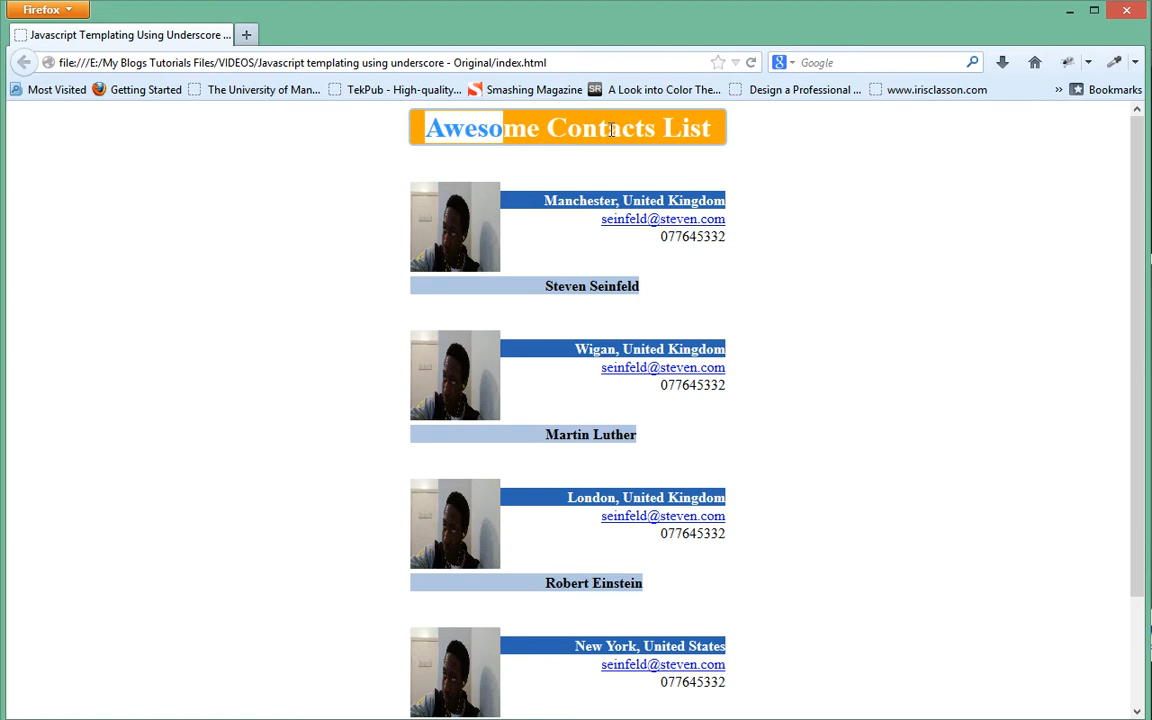 Firefox
Javascript Templating Using Underscore ...
file:///E:/My Blogs Tutorials Files/VIDEOS/Javascript templating using underscore - Original/index.html
Google
Most Visited
Getting Started
The University of Man...
TekPub - High-quality...
Smashing Magazine
SR
A Look into Color The...
Design a Professional ...
www.irisclasson.com
Bookmarks
Awesome Contacts List
Manchester, United Kingdom
seinfeld@steven.com
077645332
Steven Seinfeld
Wigan, United Kingdom
seinfeld@steven.com
077645332
Martin Luther
London, United Kingdom
seinfeld@steven.com
077645332
Robert Einstein
New York, United States
seinfeld@steven.com
077645332